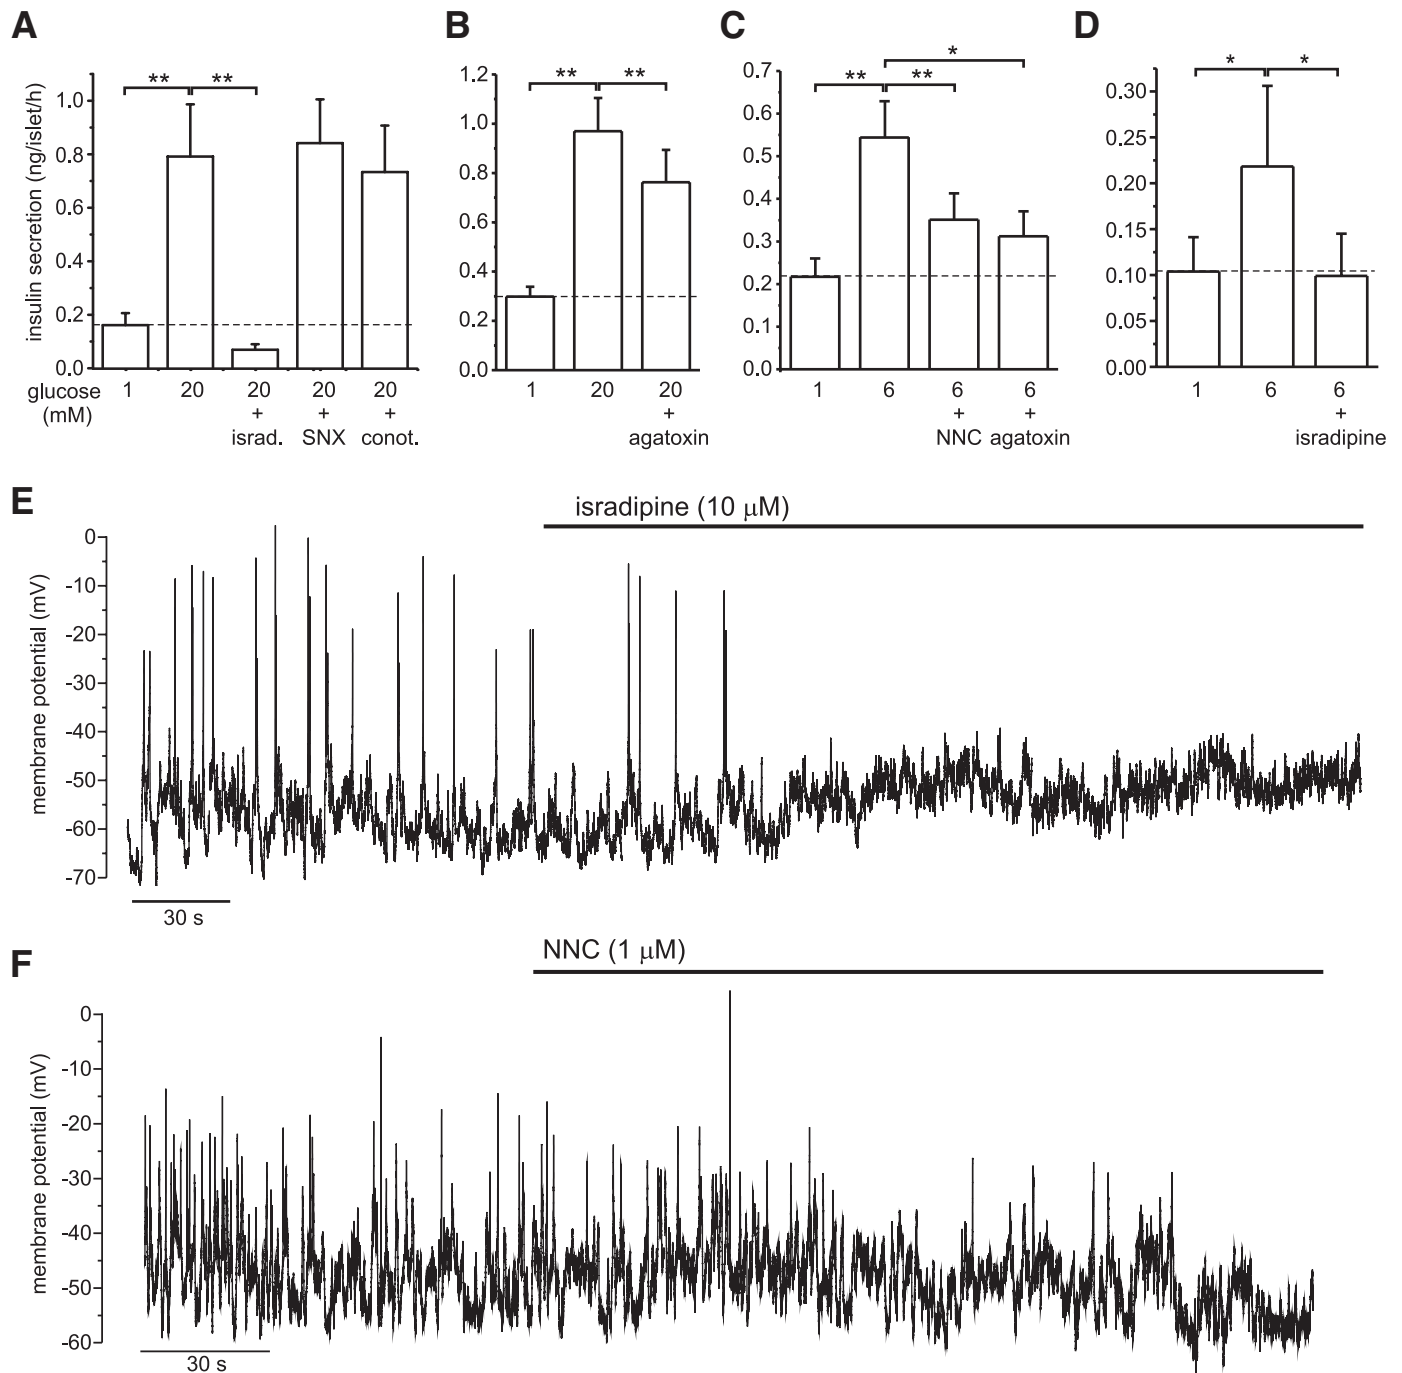 A
insulin secretion (ng/islet/h)
1.0
0.8
0.6
0.4
0.2
0.0
** **
glucose (mM)
1 20 20 + israd. 20 + SNX 20 + conot.
B
1.2
1.0
0.8
0.6
0.4
0.2
0.0
** **
1 20 20 + agatoxin
C
0.7
0.6
0.5
0.4
0.3
0.2
0.1
0.0
*
** **
1 6 6 + NNC 6 + agatoxin
D
0.30
0.25
0.20
0.15
0.10
0.05
0.00
* *
1 6 6 + isradipine
E
isradipine (10 μM)
membrane potential (mV)
0
-10
-20
-30
-40
-50
-60
-70
30 s
F
NNC (1 μM)
membrane potential (mV)
0
-10
-20
-30
-40
-50
-60
30 s